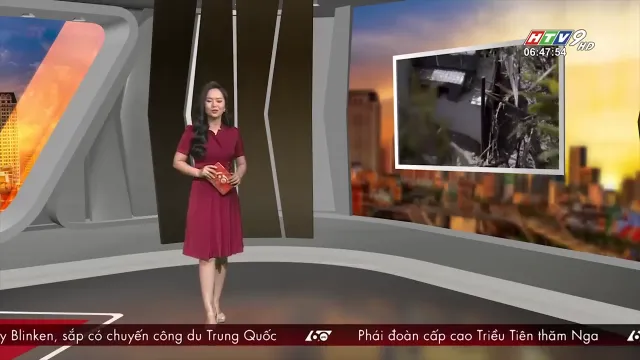 HTV9 HD
06:47:54
y Blinken, sắp có chuyến công du Trung Quốc
60
Phái đoàn cấp cao Triều Tiên thăm Nga